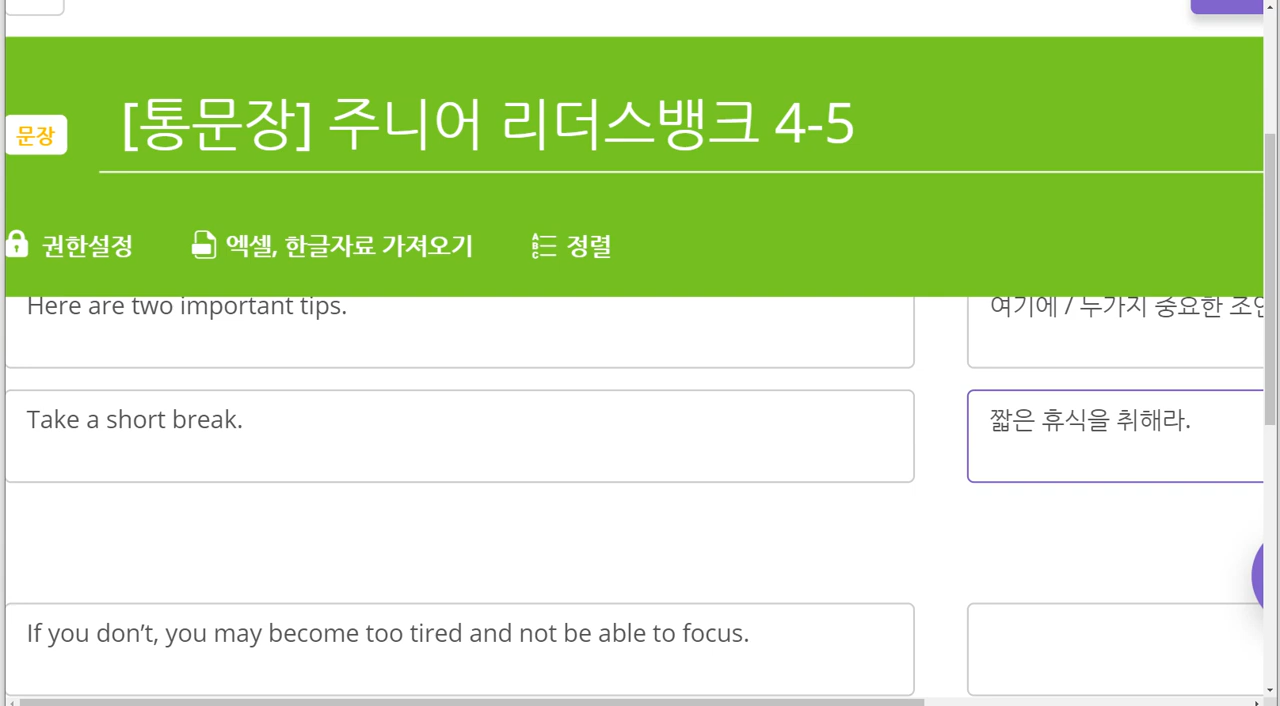 [통문장] 주니어 리더스뱅크 4-5
문장
권한설정 엑셀, 한글자료 가져오기 정렬
Here are two important tips.
여기에 / 두가지 중요한
Take a short break.
짧은 휴식을 취해라.
If you don’t, you may become too tired and not be able to focus.